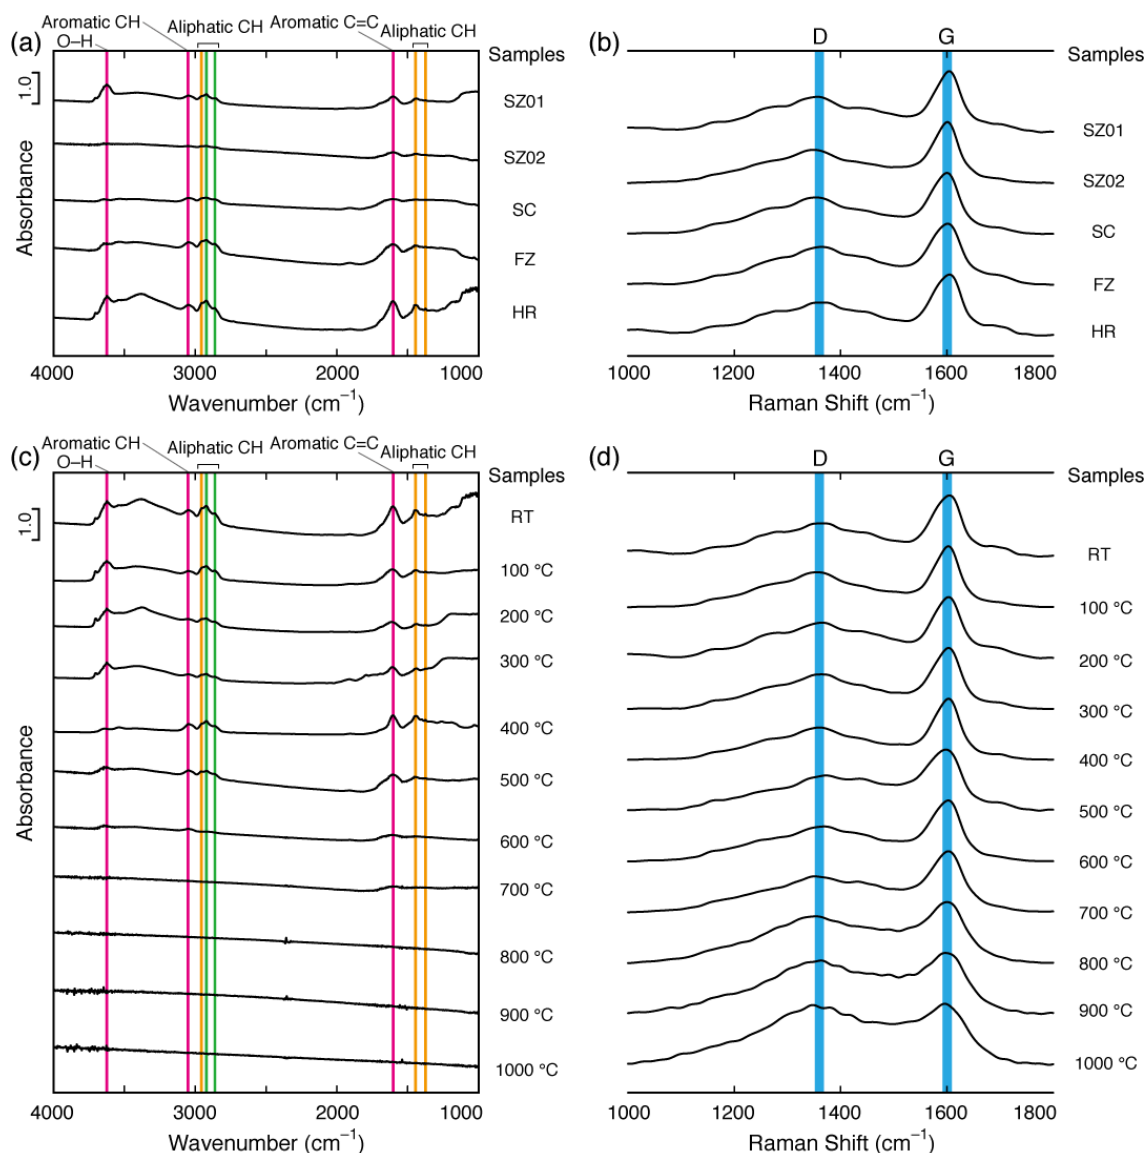 (a)
Aromatic CH
O–H
Aliphatic CH
Aromatic C=C
Aliphatic CH
Samples
1.0
Absorbance
SZ01
SZ02
SC
FZ
HR
4000 3000 2000 1000
Wavenumber (cm⁻¹)
(b)
D G
Samples
SZ01
SZ02
SC
FZ
HR
1000 1200 1400 1600 1800
Raman Shift (cm⁻¹)
(c)
Aromatic CH
O–H
Aliphatic CH
Aromatic C=C
Aliphatic CH
Samples
1.0
Absorbance
RT
100 °C
200 °C
300 °C
400 °C
500 °C
600 °C
700 °C
800 °C
900 °C
1000 °C
4000 3000 2000 1000
Wavenumber (cm⁻¹)
(d)
D G
Samples
RT
100 °C
200 °C
300 °C
400 °C
500 °C
600 °C
700 °C
800 °C
900 °C
1000 °C
1000 1200 1400 1600 1800
Raman Shift (cm⁻¹)